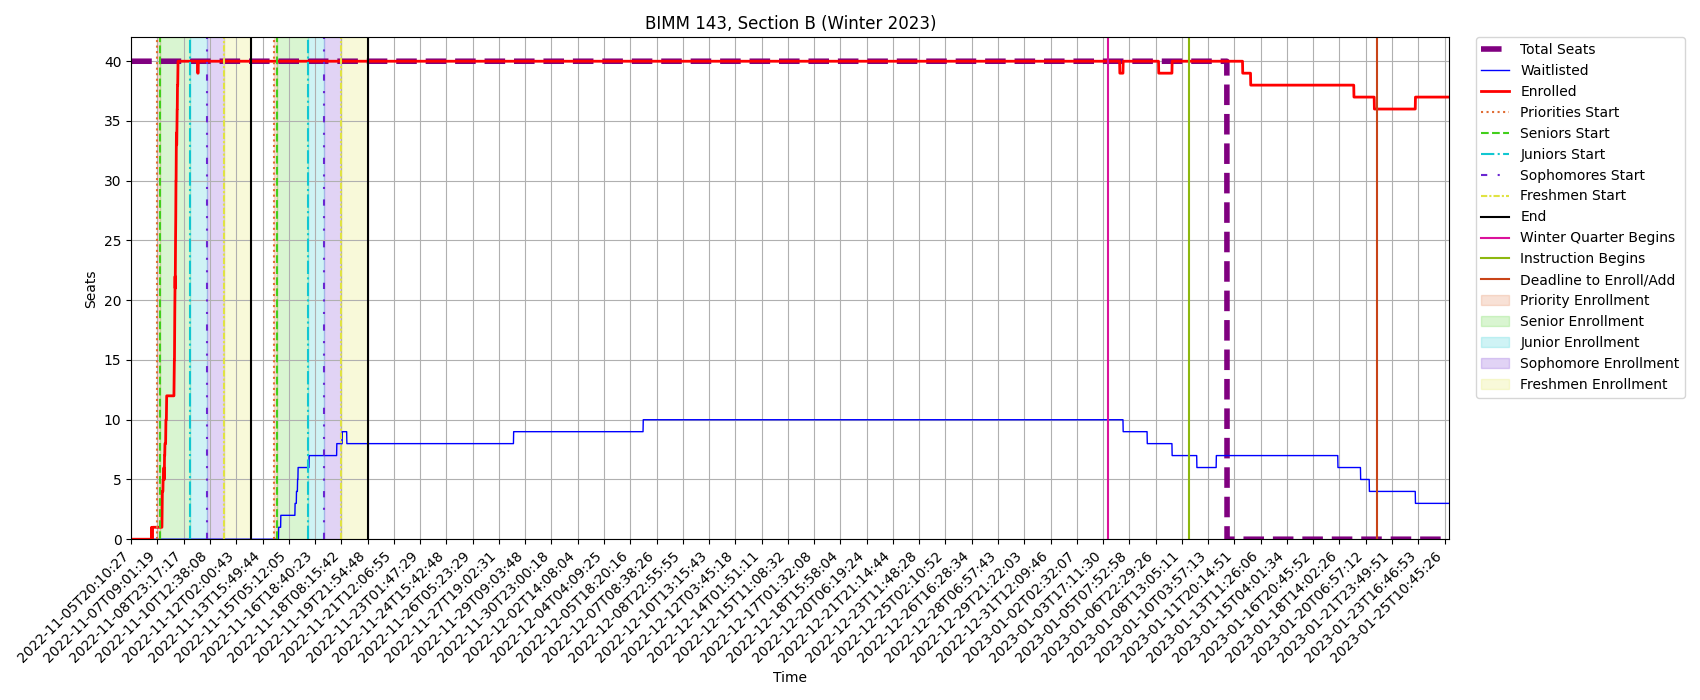 BIMM 143, Section B (Winter 2023)
Seats
40
35
30
25
20
15
10
5
0
2022-11-05T20:10:27
2022-11-07T09:01:19
2022-11-08T23:17:17
2022-11-10T12:38:08
2022-11-12T02:00:43
2022-11-13T15:49:44
2022-11-15T05:12:05
2022-11-16T18:40:23
2022-11-18T08:15:42
2022-11-19T21:54:48
2022-11-21T12:06:55
2022-11-23T01:47:29
2022-11-24T15:42:48
2022-11-26T05:23:29
2022-11-27T19:02:31
2022-11-29T09:03:48
2022-11-30T23:00:18
2022-12-02T14:08:04
2022-12-04T04:09:25
2022-12-05T18:20:16
2022-12-07T08:38:26
2022-12-08T22:55:55
2022-12-10T13:15:43
2022-12-12T03:45:18
2022-12-14T01:51:11
2022-12-15T11:08:32
2022-12-17T01:32:08
2022-12-18T15:58:04
2022-12-20T06:19:24
2022-12-21T21:14:44
2022-12-23T11:48:28
2022-12-25T02:10:52
2022-12-26T16:28:34
2022-12-28T06:57:43
2022-12-29T21:22:03
2022-12-31T12:09:46
2023-01-02T02:32:07
2023-01-03T17:11:30
2023-01-05T07:52:58
2023-01-06T22:29:26
2023-01-08T13:05:11
2023-01-10T03:57:13
2023-01-11T20:14:51
2023-01-13T11:26:06
2023-01-15T04:01:34
2023-01-16T20:45:52
2023-01-18T14:02:26
2023-01-20T06:57:12
2023-01-21T23:49:51
2023-01-23T16:46:53
2023-01-25T10:45:26
Time
Total Seats
Waitlisted
Enrolled
Priorities Start
Seniors Start
Juniors Start
Sophomores Start
Freshmen Start
End
Winter Quarter Begins
Instruction Begins
Deadline to Enroll/Add
Priority Enrollment
Senior Enrollment
Junior Enrollment
Sophomore Enrollment
Freshmen Enrollment